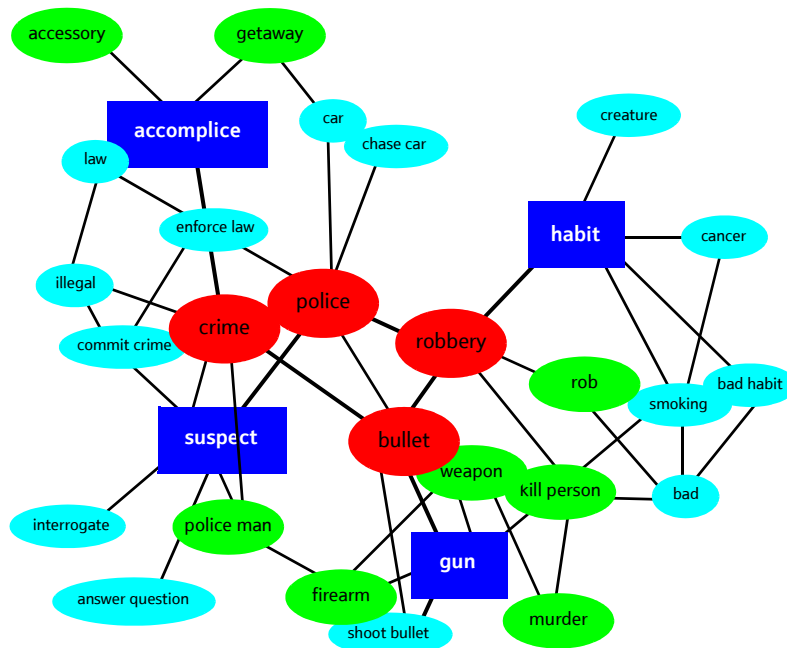 accessory
getaway
creature
car
accomplice
chase car
law
enforce law
habit
cancer
illegal
police
crime
robbery
commit crime
rob
bad habit
smoking
suspect
bullet
weapon
kill person
bad
interrogate
police man
gun
firearm
answer question
murder
shoot bullet